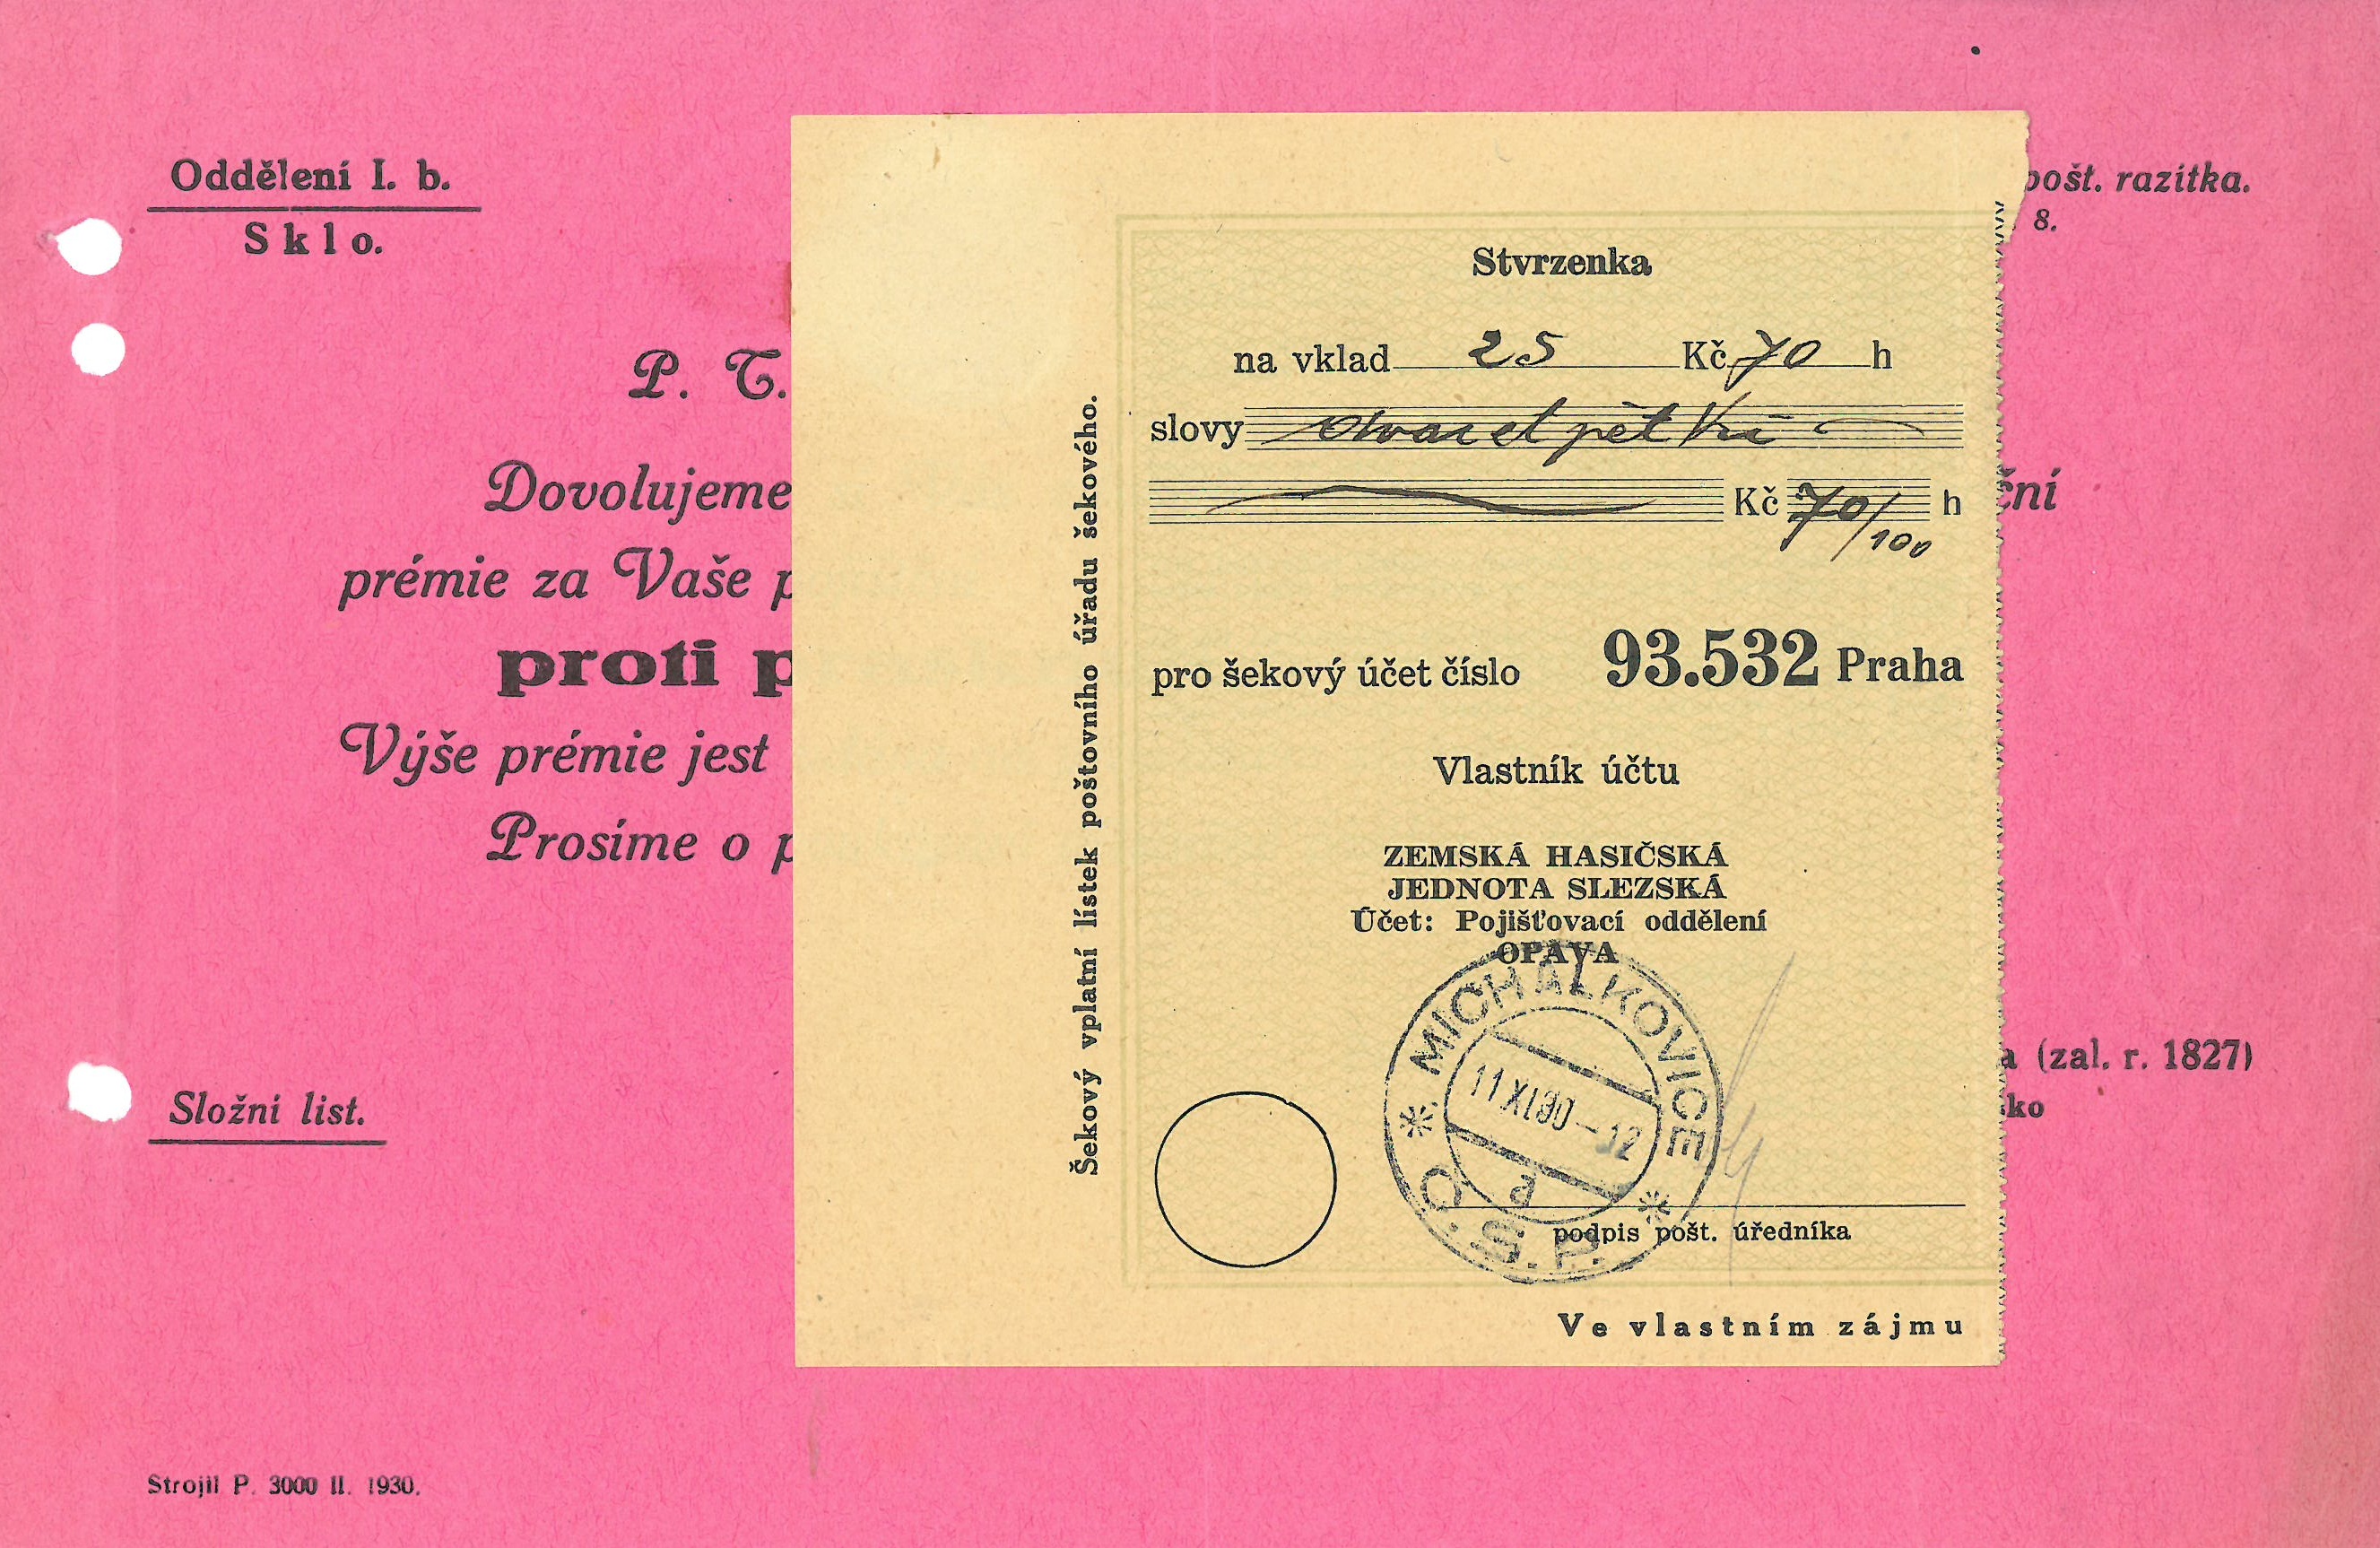 Oddělení I. b.
Sklo.
pošt. razítka.
8.
P. T.
Dovolujeme
ční
prémie za Vaše p
proti p
Výše prémie jest
Prosíme o p
a (zal. r. 1827)
ko
Složní list.
Strojil P. 3000 II. 1930.
Šekový vplatní lístek poštovního úřadu šekového.
Stvrzenka
na vklad 25 Kč 70 h
slovy dvacetpět Kč
Kč 70/100 h
pro šekový účet číslo 93.532 Praha
Vlastník účtu
ZEMSKÁ HASIČSKÁ
JEDNOTA SLEZSKÁ
Účet: Pojišťovací oddělení
OPAVA
MICHALKOVICE
11 XI 30 - 12
Č.S.P.
podpis pošt. úředníka
Ve vlastním zájmu